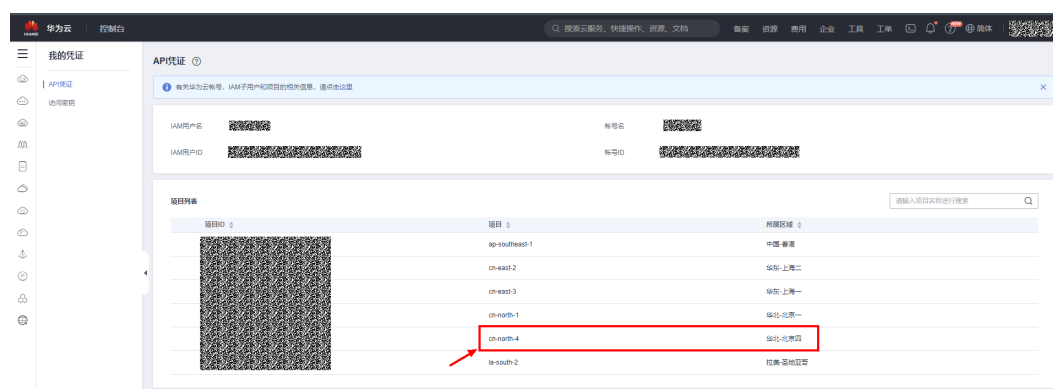 HUAWEI 华为云 控制台 搜索云服务、快捷操作、资源、文档 备案 资源 费用 企业 工具 工单 NEW 简体
我的凭证
API凭证
访问密钥
API凭证
有关华为云帐号、IAM子用户和项目的相关信息，请点击这里
IAM用户名 帐号名
IAM用户ID 帐号ID
项目列表 请输入项目名称进行搜索
项目ID 项目 所属区域
ap-southeast-1 中国-香港
cn-east-2 华东-上海二
cn-east-3 华东-上海一
cn-north-1 华北-北京一
cn-north-4 华北-北京四
la-south-2 拉美-圣地亚哥